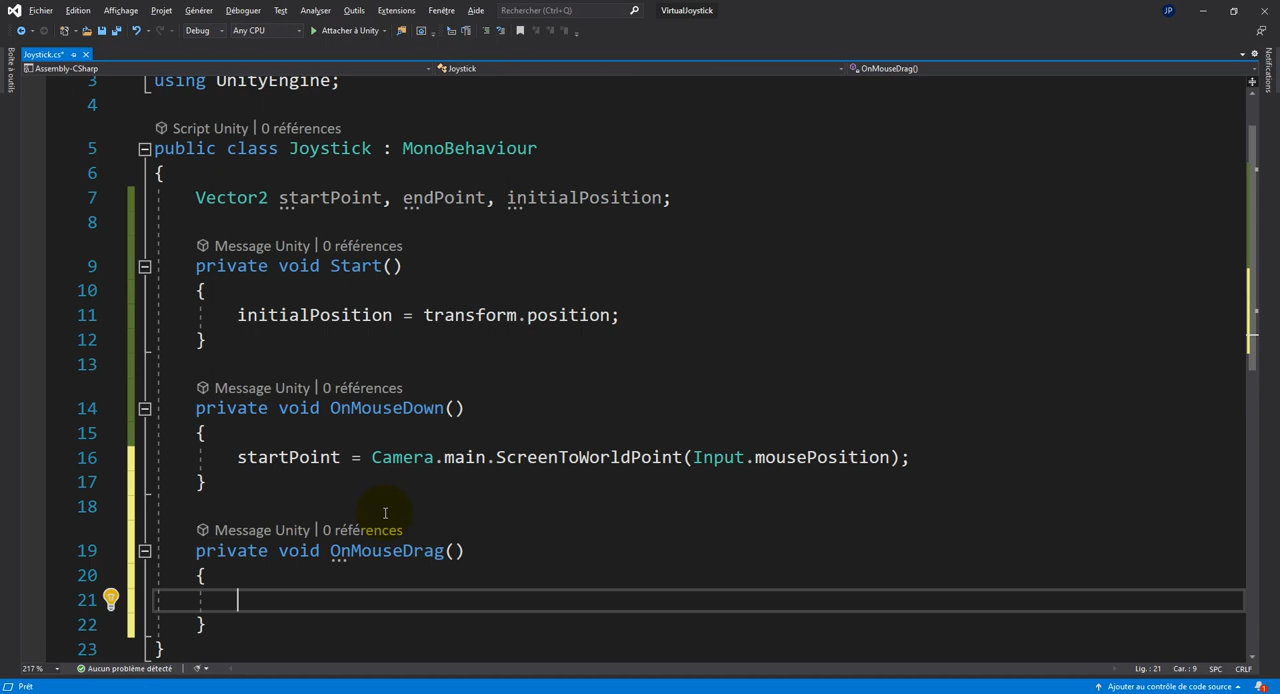 Fichier Edition Affichage Projet Générer Déboguer Test Analyser Outils Extensions Fenêtre Aide Rechercher (Ctrl+Q) VirtualJoystick JP
Debug Any CPU Attacher à Unity
Joystick.cs*
Assembly-CSharp Joystick OnMouseDrag()
Boîte à outils
Notifications
3 using UnityEngine;
4
Script Unity | 0 références
5 public class Joystick : MonoBehaviour
6 {
7 Vector2 startPoint, endPoint, initialPosition;
8
Message Unity | 0 références
9 private void Start()
10 {
11 initialPosition = transform.position;
12 }
13
Message Unity | 0 références
14 private void OnMouseDown()
15 {
16 startPoint = Camera.main.ScreenToWorldPoint(Input.mousePosition);
17 }
18
Message Unity | 0 références
19 private void OnMouseDrag()
20 {
21
22 }
23 }
217 % Aucun problème détecté Lig. : 21 Car. : 9 SPC CRLF
Prêt Ajouter au contrôle de code source 1